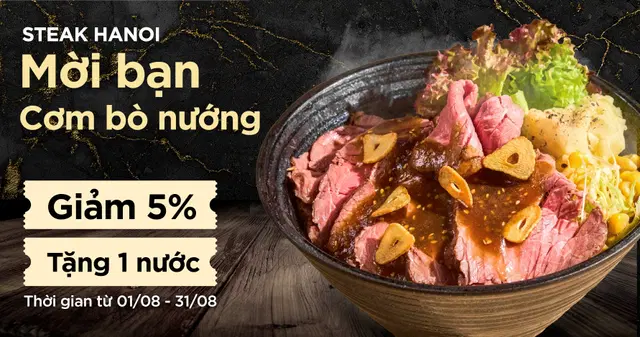 STEAK HANOI
Mời bạn
Cơm bò nướng
Giảm 5%
Tặng 1 nước
Thời gian từ 01/08 - 31/08